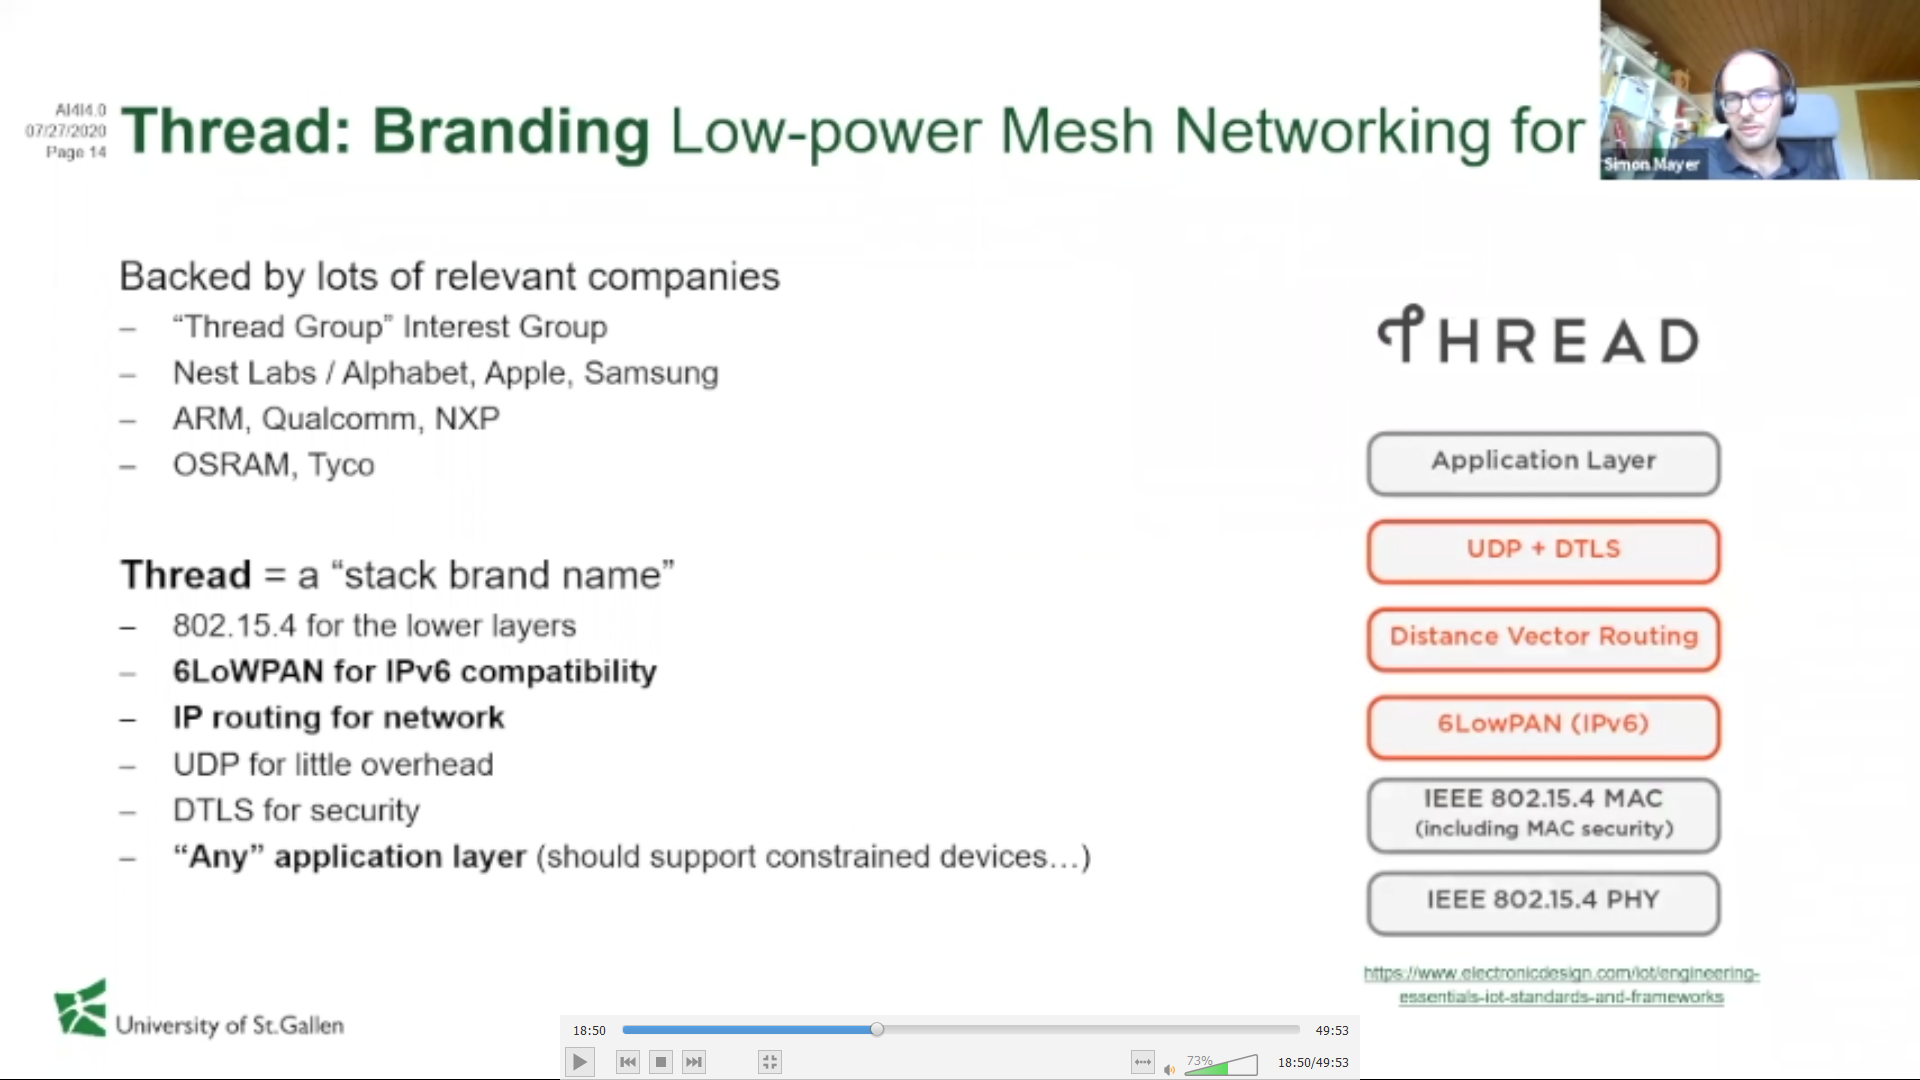 AI4I4.0
07/27/2020
Page 14
Thread: Branding Low-power Mesh Networking for
Simon Mayer
Backed by lots of relevant companies
– “Thread Group” Interest Group
– Nest Labs / Alphabet, Apple, Samsung
– ARM, Qualcomm, NXP
– OSRAM, Tyco
Thread = a “stack brand name”
– 802.15.4 for the lower layers
– 6LoWPAN for IPv6 compatibility
– IP routing for network
– UDP for little overhead
– DTLS for security
– “Any” application layer (should support constrained devices…)
THREAD
Application Layer
UDP + DTLS
Distance Vector Routing
6LowPAN (IPv6)
IEEE 802.15.4 MAC
(including MAC security)
IEEE 802.15.4 PHY
https://www.electronicdesign.com/iot/engineering-
essentials-iot-standards-and-frameworks
University of St.Gallen
18:50
49:53
73%
18:50/49:53